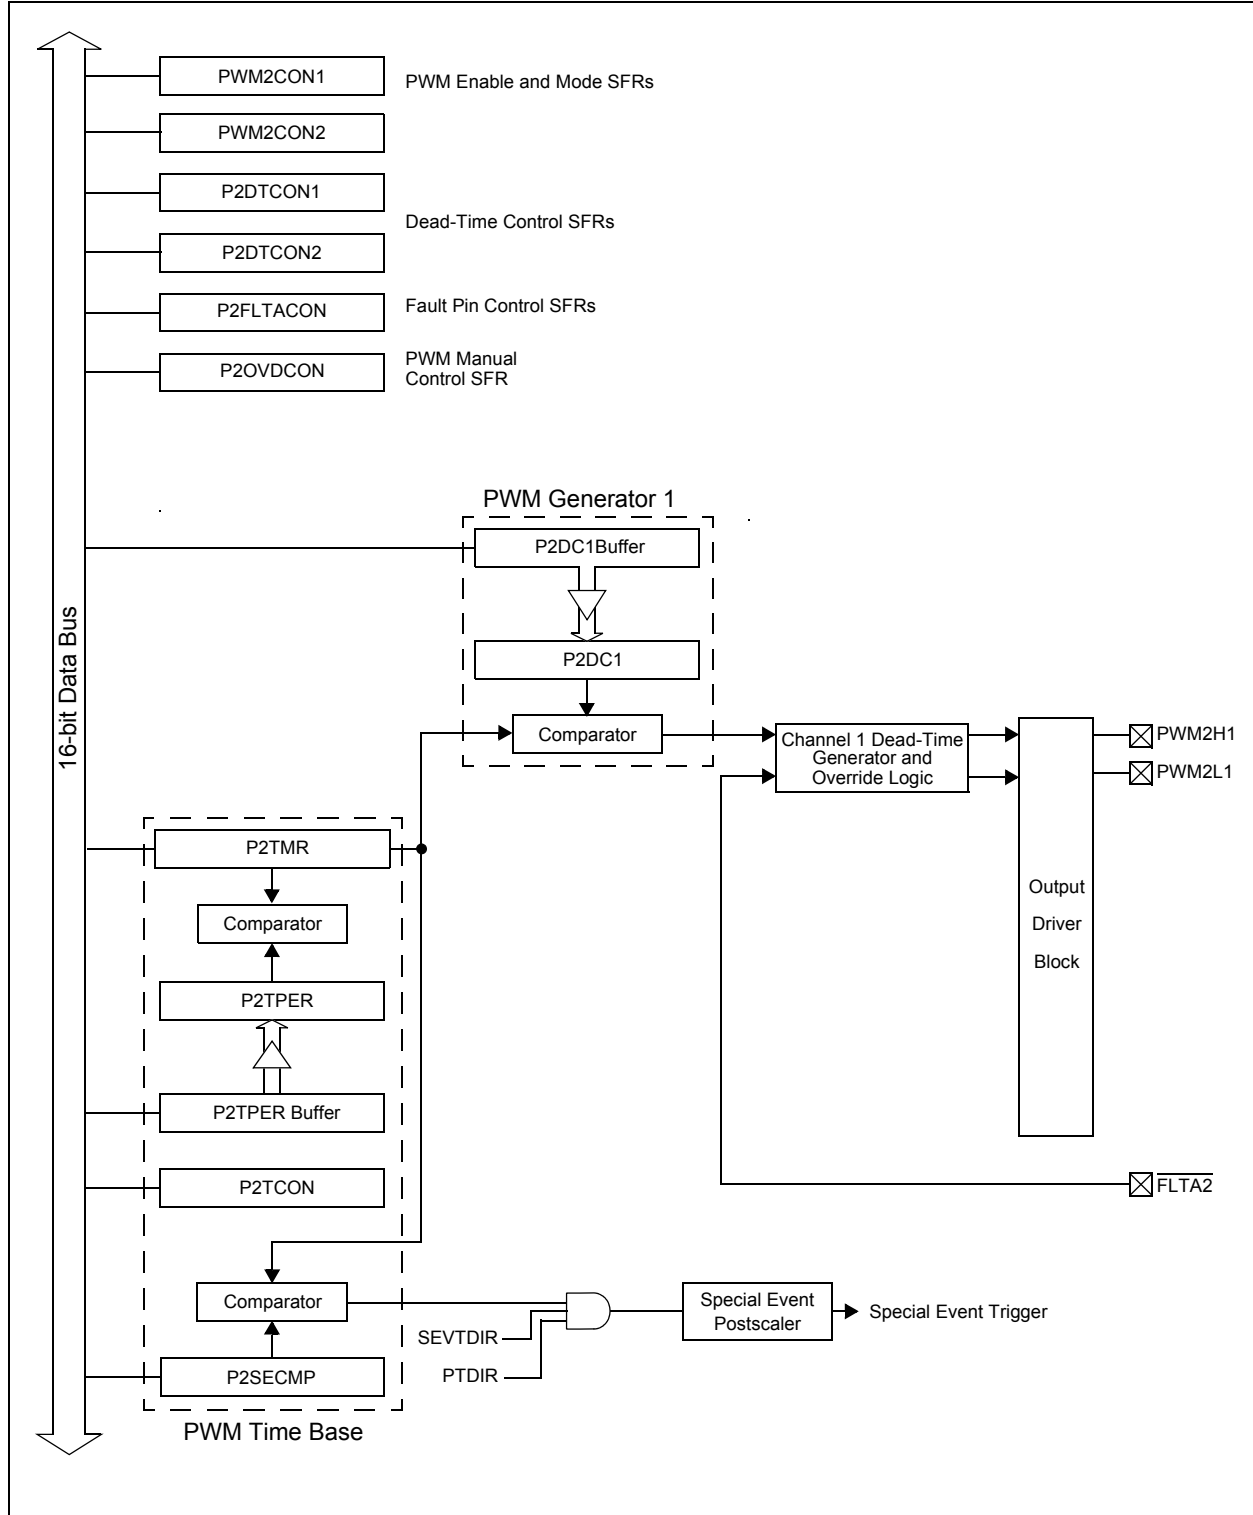 PWM2CON1
PWM Enable and Mode SFRs
PWM2CON2
P2DTCON1
Dead-Time Control SFRs
P2DTCON2
P2FLTACON
Fault Pin Control SFRs
P2OVDCON
PWM Manual
Control SFR
16-bit Data Bus
PWM Generator 1
P2DC1Buffer
P2DC1
Comparator
Channel 1 Dead-Time
Generator and
Override Logic
PWM2H1
PWM2L1
P2TMR
Comparator
P2TPER
P2TPER Buffer
P2TCON
Output
Driver
Block
FLTA2
Comparator
SEVTDIR
PTDIR
Special Event
Postscaler
Special Event Trigger
P2SECMP
PWM Time Base